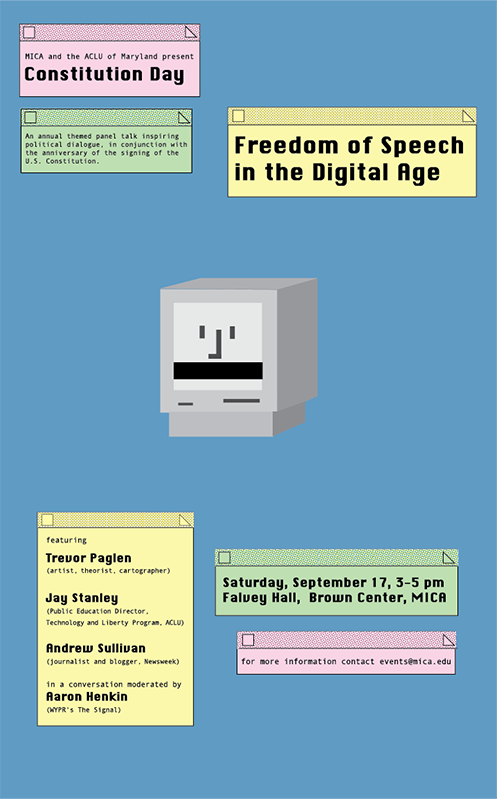 MICA and the ACLU of Maryland present
Constitution Day
An annual themed panel talk inspiring
political dialogue, in conjunction with
the anniversary of the signing of the
U.S. Constitution.
Freedom of Speech
in the Digital Age
featuring
Trevor Paglen
(artist, theorist, cartographer)
Jay Stanley
(Public Education Director,
Technology and Liberty Program, ACLU)
Andrew Sullivan
(journalist and blogger, Newsweek)
in a conversation moderated by
Aaron Henkin
(WYPR's The Signal)
Saturday, September 17, 3-5 pm
Falvey Hall, Brown Center, MICA
for more information contact events@mica.edu